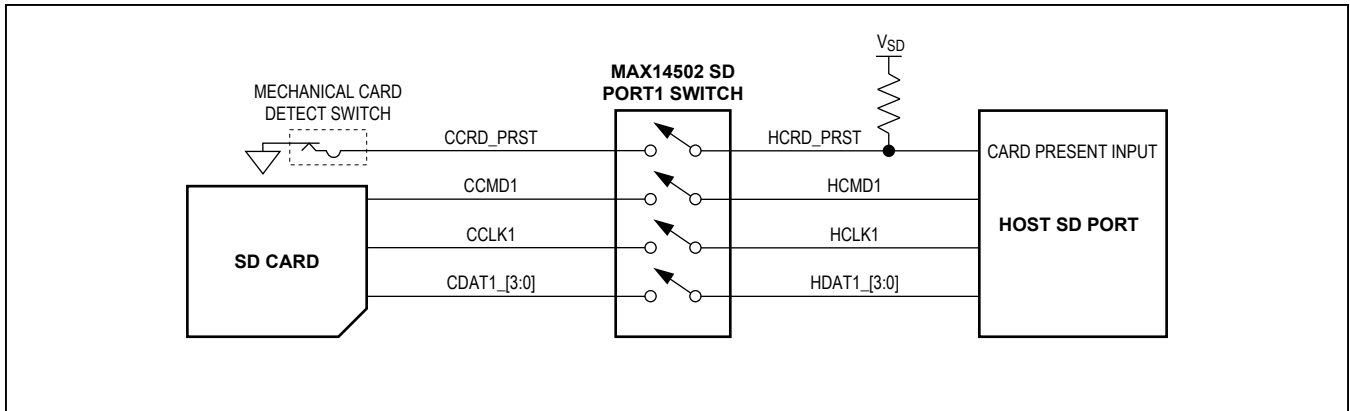 V_SD
MAX14502 SD
PORT1 SWITCH
MECHANICAL CARD
DETECT SWITCH
CCRD_PRST
HCRD_PRST
CARD PRESENT INPUT
CCMD1
HCMD1
HOST SD PORT
CCLK1
HCLK1
SD CARD
CDAT1_[3:0]
HDAT1_[3:0]